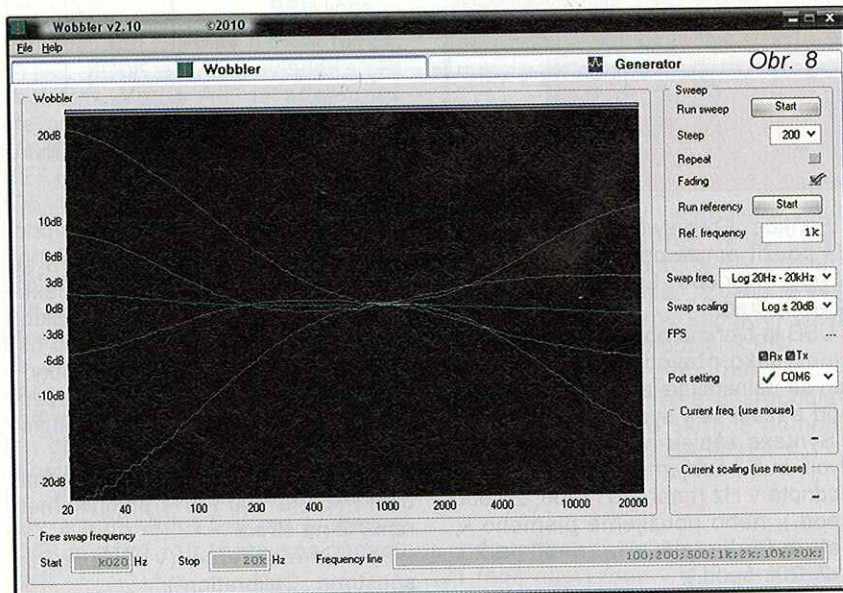 Wobbler v2.10 ©2010
File Help
Wobbler
Generator
Obr. 8
Wobbler
20dB
10dB
6dB
3dB
0dB
-3dB
-6dB
-10dB
-20dB
20 40 100 200 400 1000 2000 4000 10000 20000
Sweep
Run sweep Start
Steep 200
Repeat
Fading
Run referency Start
Ref. frequency 1k
Swap freq. Log 20Hz - 20kHz
Swap scaling Log ± 20dB
FPS ...
Rx Tx
Port setting COM6
Current freq. (use mouse)
-
Current scaling (use mouse)
-
Free swap frequency
Start k020 Hz Stop 20k Hz Frequency line 100;200;500;1k;2k;10k;20k;